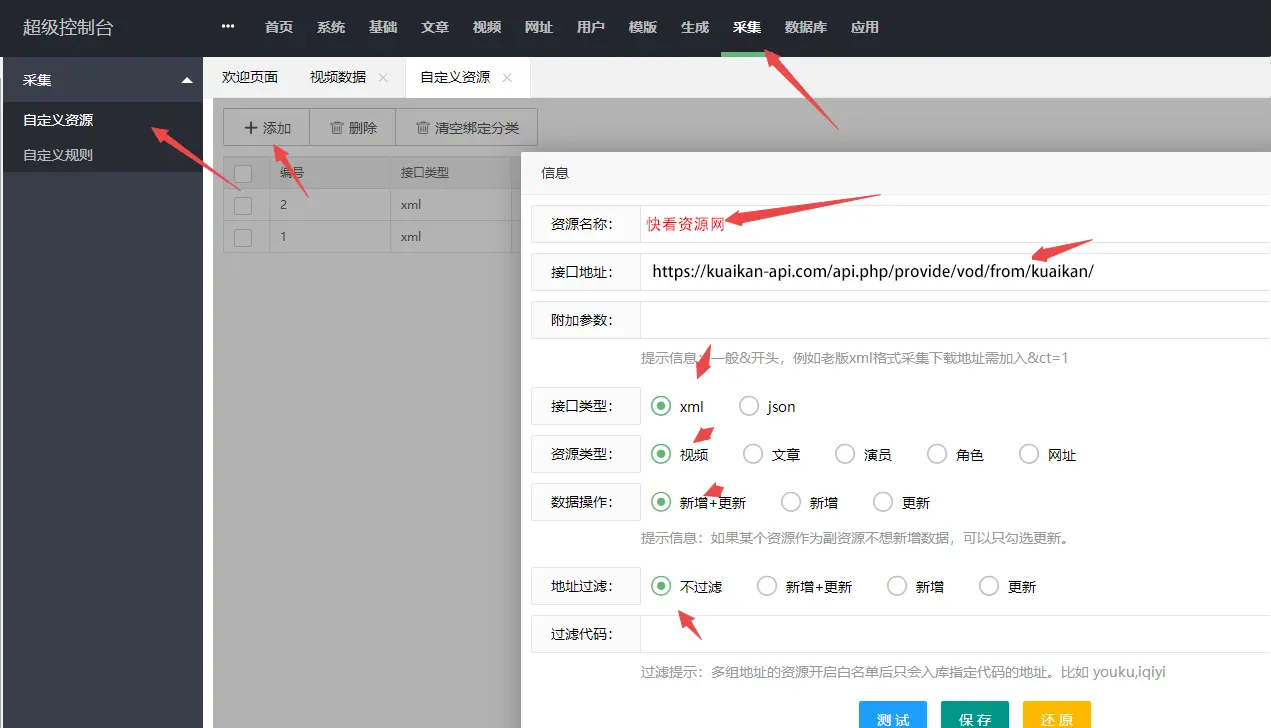 超级控制台 ••• 首页 系统 基础 文章 视频 网址 用户 模版 生成 采集 数据库 应用
采集
自定义资源
自定义规则
欢迎页面 视频数据 × 自定义资源 ×
+ 添加 删除 清空绑定分类
编号 接口类型
2 xml
1 xml
信息
资源名称: 快看资源网
接口地址: https://kuaikan-api.com/api.php/provide/vod/from/kuaikan/
附加参数:
提示信息:一般&开头,例如老版xml格式采集下载地址需加入&ct=1
接口类型: xml json
资源类型: 视频 文章 演员 角色 网址
数据操作: 新增+更新 新增 更新
提示信息:如果某个资源作为副资源不想新增数据,可以只勾选更新。
地址过滤: 不过滤 新增+更新 新增 更新
过滤代码:
过滤提示:多组地址的资源开启白名单后只会入库指定代码的地址。比如 youku,iqiyi
测 试 保 存 还 原